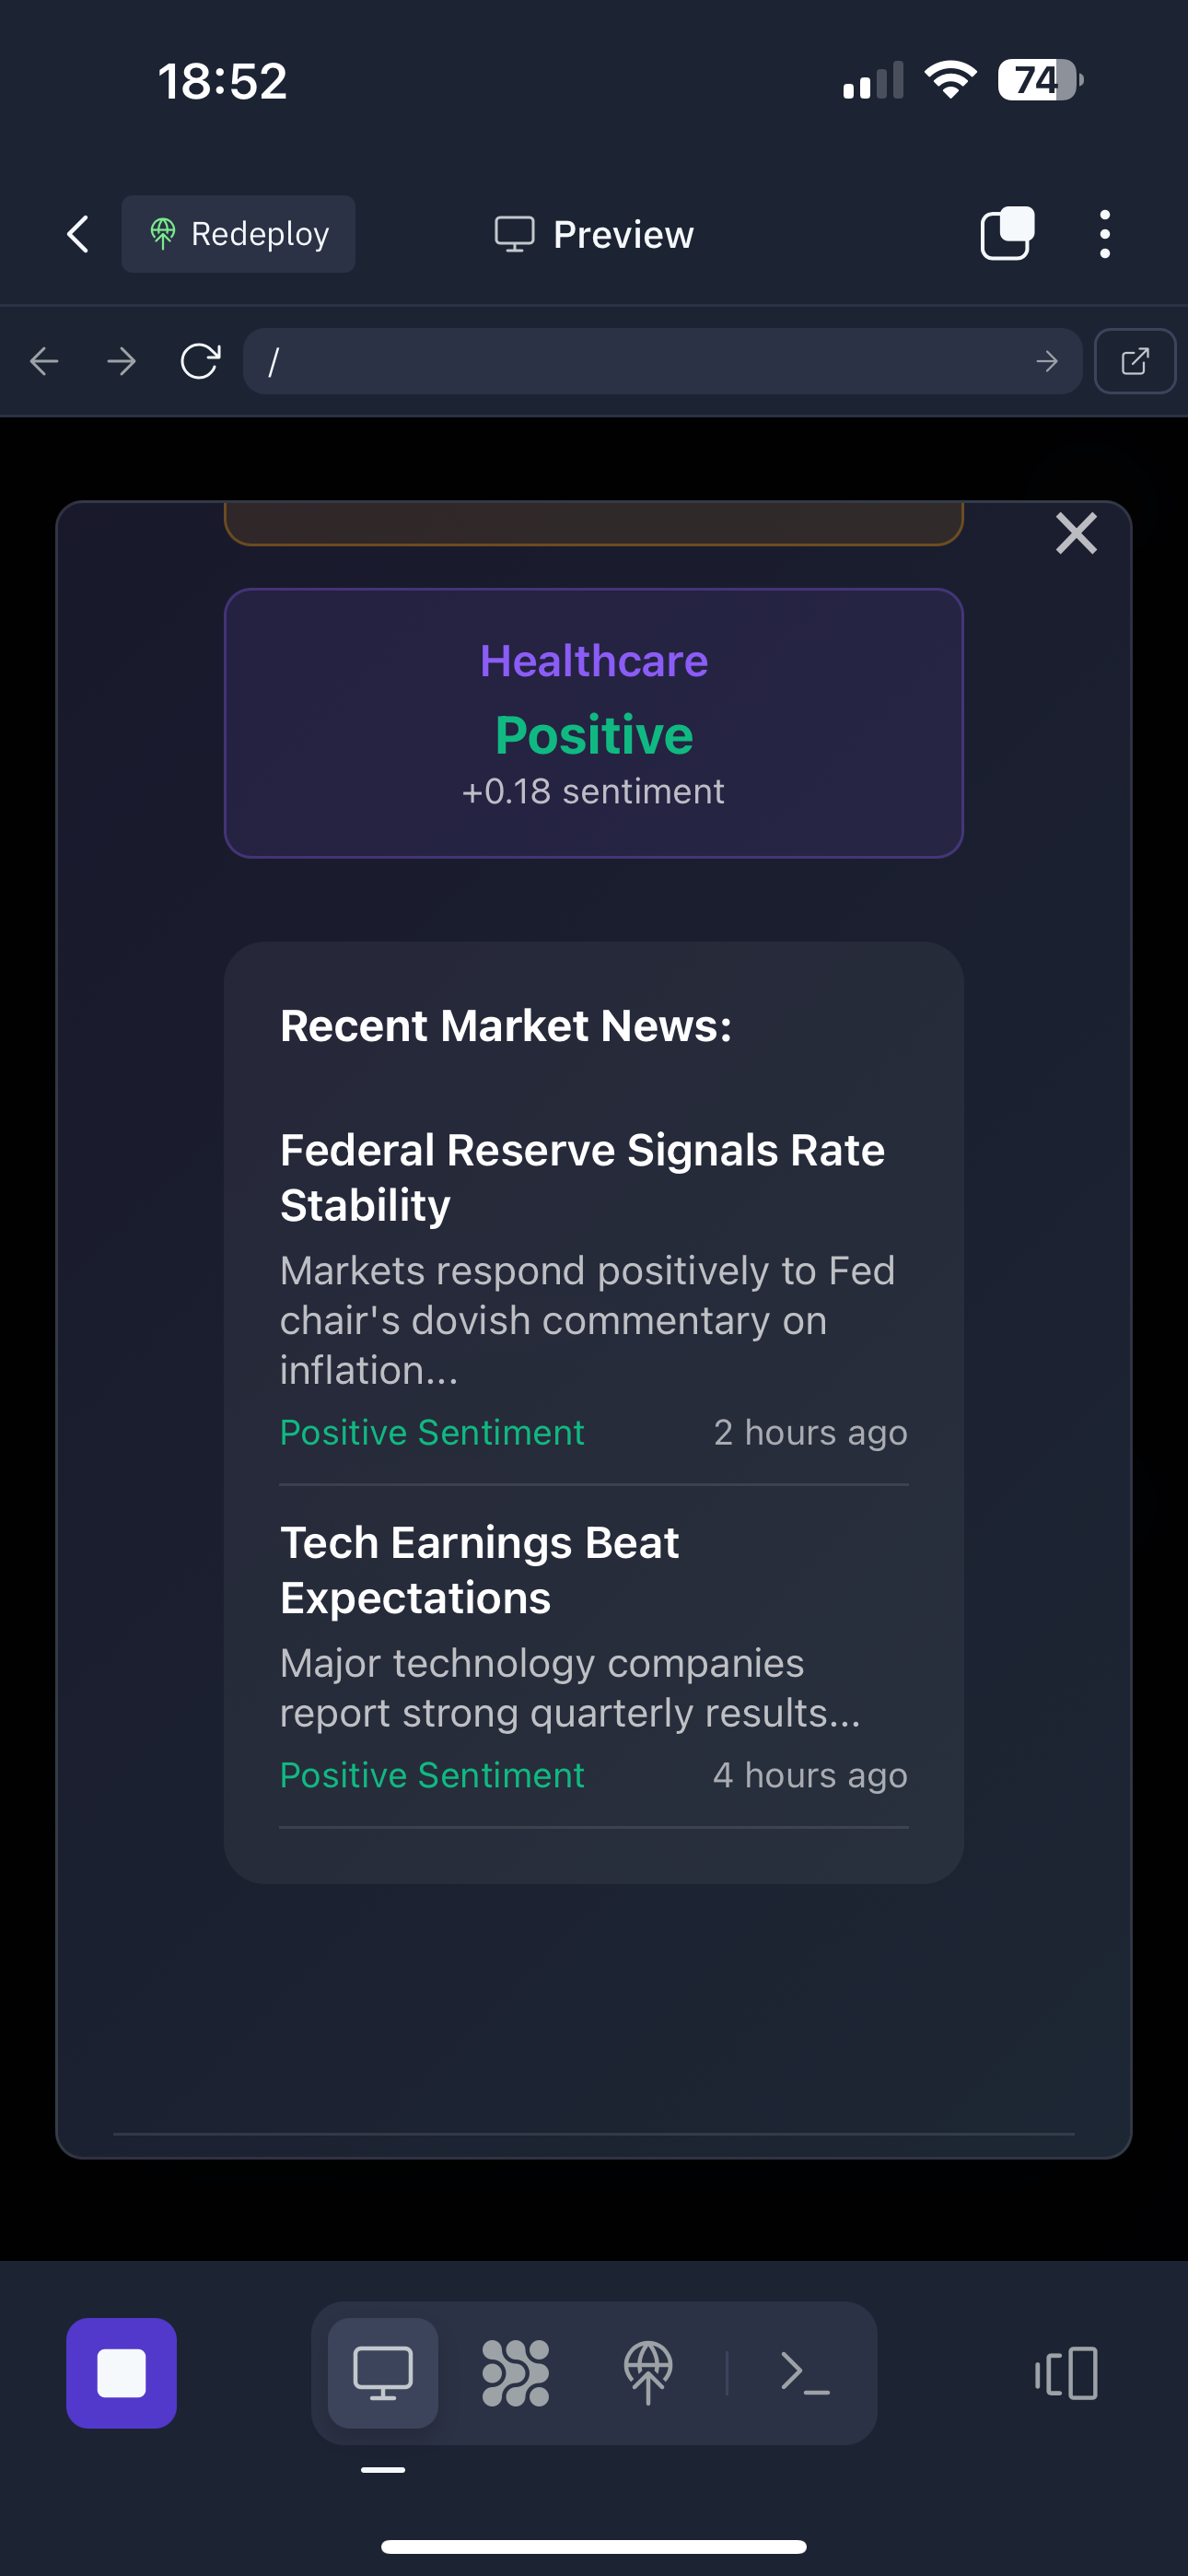 18:52
74
Redeploy
Preview
/
Healthcare
Positive
+0.18 sentiment
Recent Market News:
Federal Reserve Signals Rate
Stability
Markets respond positively to Fed
chair's dovish commentary on
inflation...
Positive Sentiment
2 hours ago
Tech Earnings Beat
Expectations
Major technology companies
report strong quarterly results...
Positive Sentiment
4 hours ago